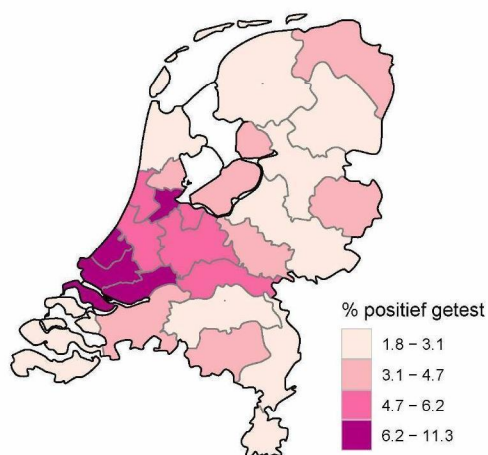 % positief getest
1.8 – 3.1
3.1 – 4.7
4.7 – 6.2
6.2 – 11.3